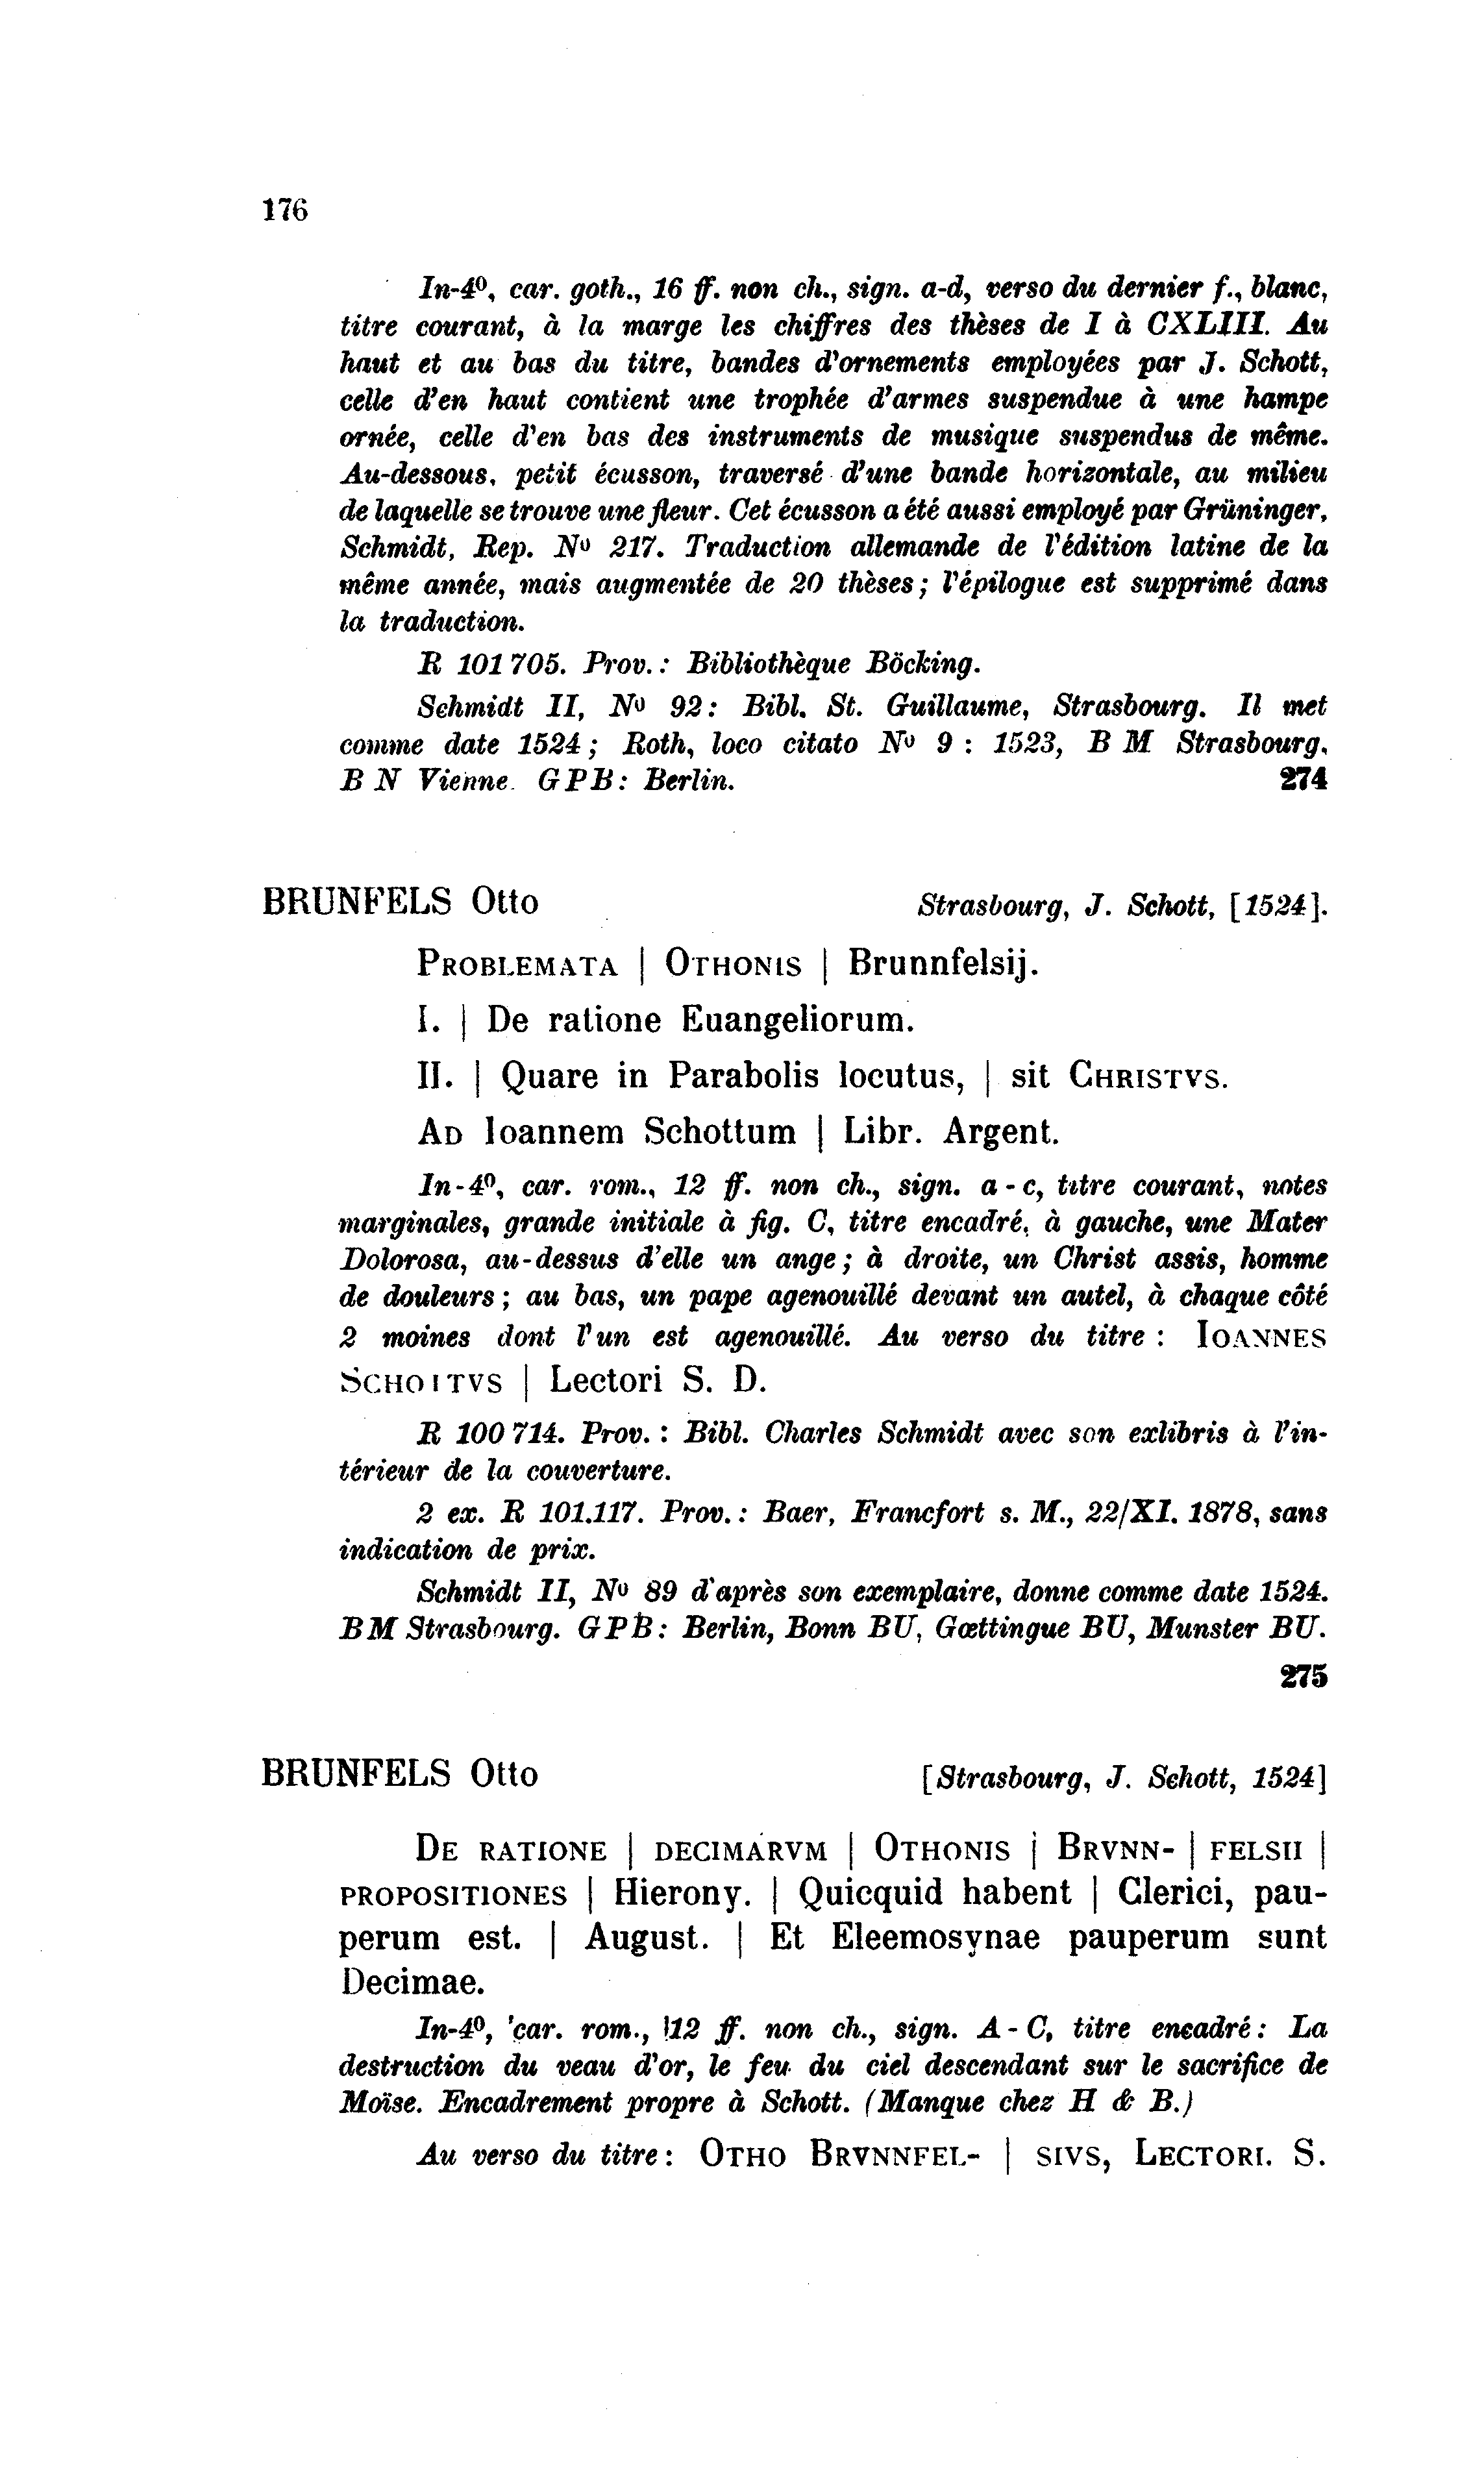 176
In-4⁰, car. goth., 16 ff. non ch., sign. a-d, verso du dernier f., blanc,
titre courant, à la marge les chiffres des thèses de I à CXLIII. Au
haut et au bas du titre, bandes d'ornements employées par J. Schott,
celle d'en haut contient une trophée d'armes suspendue à une hampe
ornée, celle d'en bas des instruments de musique suspendus de même.
Au-dessous, petit écusson, traversé d'une bande horizontale, au milieu
de laquelle se trouve une fleur. Cet écusson a été aussi employé par Grüninger,
Schmidt, Rep. Nº 217. Traduction allemande de l'édition latine de la
même année, mais augmentée de 20 thèses; l'épilogue est supprimé dans
la traduction.
R 101 705. Prov.: Bibliothèque Böcking.
Schmidt II, Nº 92: Bibl. St. Guillaume, Strasbourg. Il met
comme date 1524; Roth, loco citato Nº 9 : 1523, B M Strasbourg.
B N Vienne. G P B: Berlin. 274
BRUNFELS Otto Strasbourg, J. Schott, [1524].
PROBLEMATA | OTHONIS | Brunnfelsij.
I. | De ratione Euangeliorum.
II. | Quare in Parabolis locutus, | sit CHRISTVS.
AD Ioannem Schottum | Libr. Argent.
In-4⁰, car. rom., 12 ff. non ch., sign. a-c, titre courant, notes
marginales, grande initiale à fig. C, titre encadré, à gauche, une Mater
Dolorosa, au-dessus d'elle un ange; à droite, un Christ assis, homme
de douleurs; au bas, un pape agenouillé devant un autel, à chaque côté
2 moines dont l'un est agenouillé. Au verso du titre : IOANNES
SCHOTTVS | Lectori S. D.
R 100 714. Prov. : Bibl. Charles Schmidt avec son exlibris à l'in-
térieur de la couverture.
2 ex. R 101.117. Prov.: Baer, Francfort s. M., 22/XI. 1878, sans
indication de prix.
Schmidt II, Nº 89 d'après son exemplaire, donne comme date 1524.
B M Strasbourg. G P B: Berlin, Bonn BU, Gœttingue BU, Munster BU.
275
BRUNFELS Otto [Strasbourg, J. Schott, 1524]
DE RATIONE | DECIMARVM | OTHONIS | BRVNN- | FELSII |
PROPOSITIONES | Hierony. | Quicquid habent | Clerici, pau-
perum est. | August. | Et Eleemosynae pauperum sunt
Decimae.
In-4⁰, car. rom., 12 ff. non ch., sign. A-C, titre encadré: La
destruction du veau d'or, le feu du ciel descendant sur le sacrifice de
Moïse. Encadrement propre à Schott. (Manque chez H & B.)
Au verso du titre: OTHO BRVNNFEL- | SIVS, LECTORI. S.